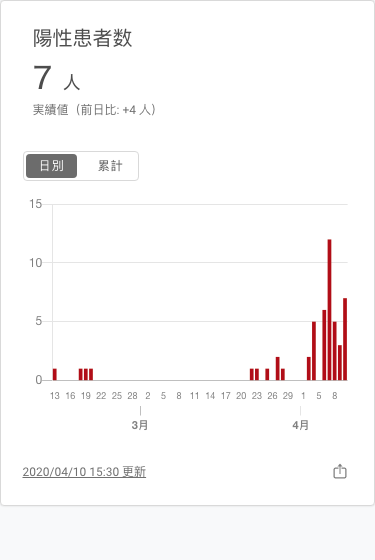 陽性患者数
7 人
実績値（前日比: +4 人）
日別 累計
15
10
5
0
13 16 19 22 25 28 2 5 8 11 14 17 20 23 26 29 1 5 8
3月 4月
2020/04/10 15:30 更新